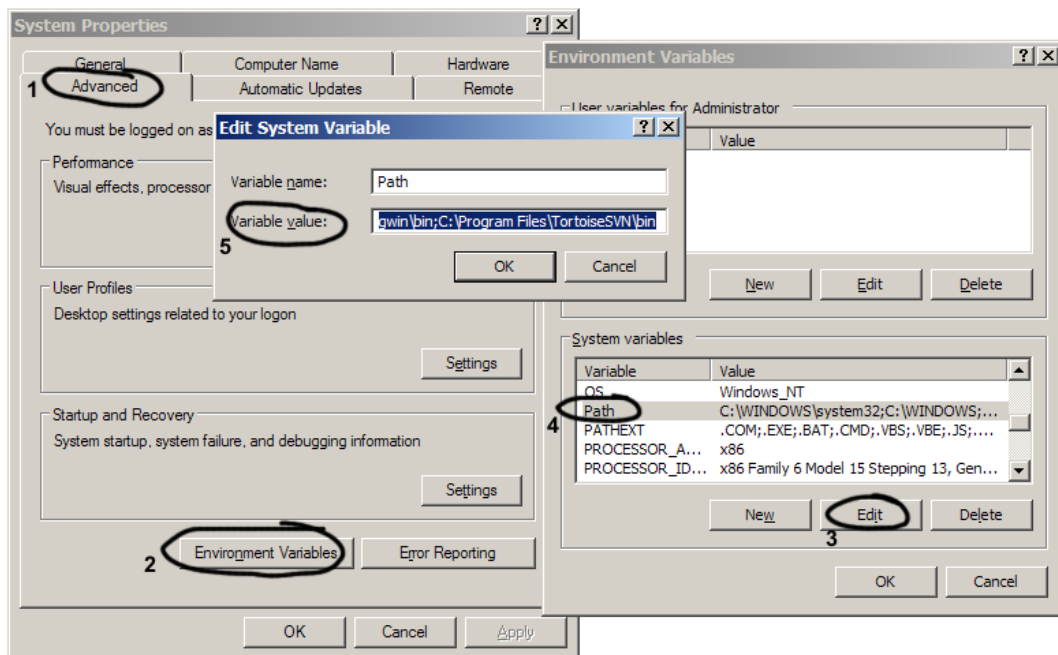 System Properties
General Computer Name Hardware
1 Advanced Automatic Updates Remote
You must be logged on as
Performance
Visual effects, processor
User Profiles
Desktop settings related to your logon
Settings
Startup and Recovery
System startup, system failure, and debugging information
Settings
2 Environment Variables Error Reporting
OK Cancel Apply
Edit System Variable
Variable name: Path
Variable value: gwin\bin;C:\Program Files\TortoiseSVN\bin
5
OK Cancel
Environment Variables
User variables for Administrator
Value
New Edit Delete
System variables
Variable Value
OS Windows_NT
Path C:\WINDOWS\system32;C:\WINDOWS;...
4
PATHEXT .COM;.EXE;.BAT;.CMD;.VBS;.VBE;.JS;....
PROCESSOR_A... x86
PROCESSOR_ID... x86 Family 6 Model 15 Stepping 13, Gen...
New Edit Delete
3
OK Cancel